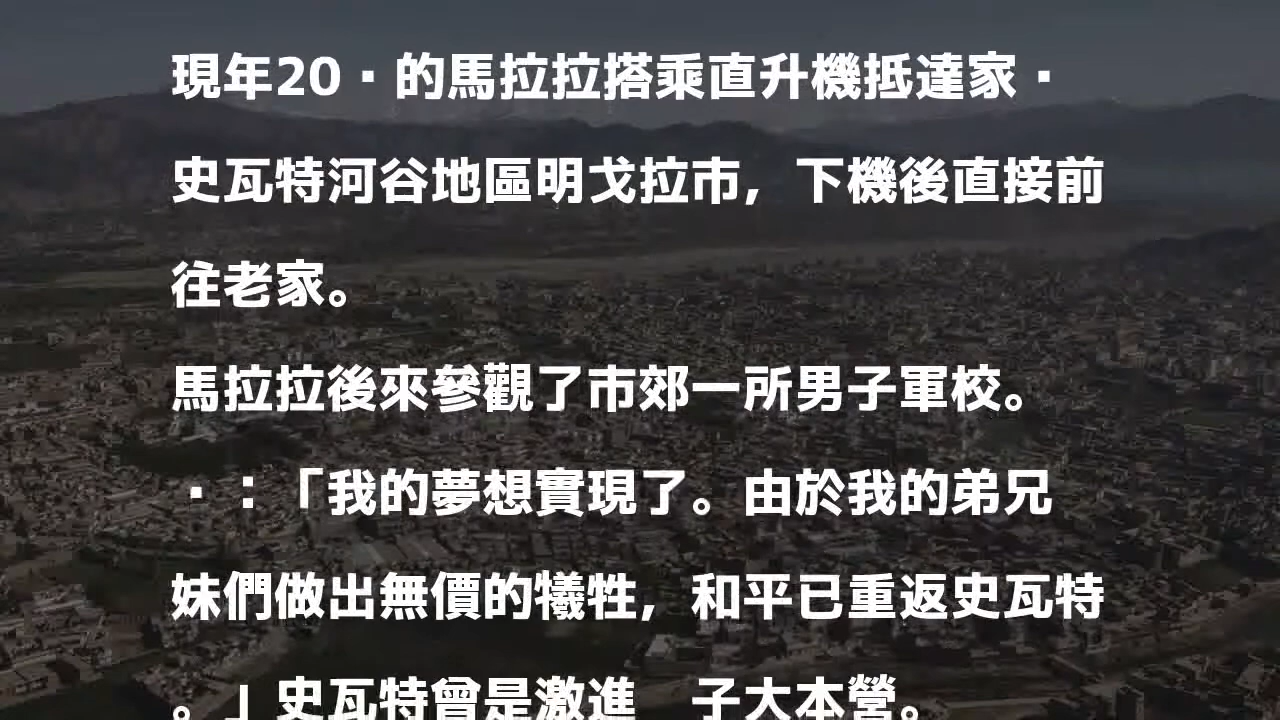 現年20▪的馬拉拉搭乘直升機抵達家▪
史瓦特河谷地區明戈拉市，下機後直接前
往老家。
馬拉拉後來參觀了市郊一所男子軍校。
▪：「我的夢想實現了。由於我的弟兄
妹們做出無價的犧牲，和平已重返史瓦特
。」史瓦特曾是激進　子大本營。